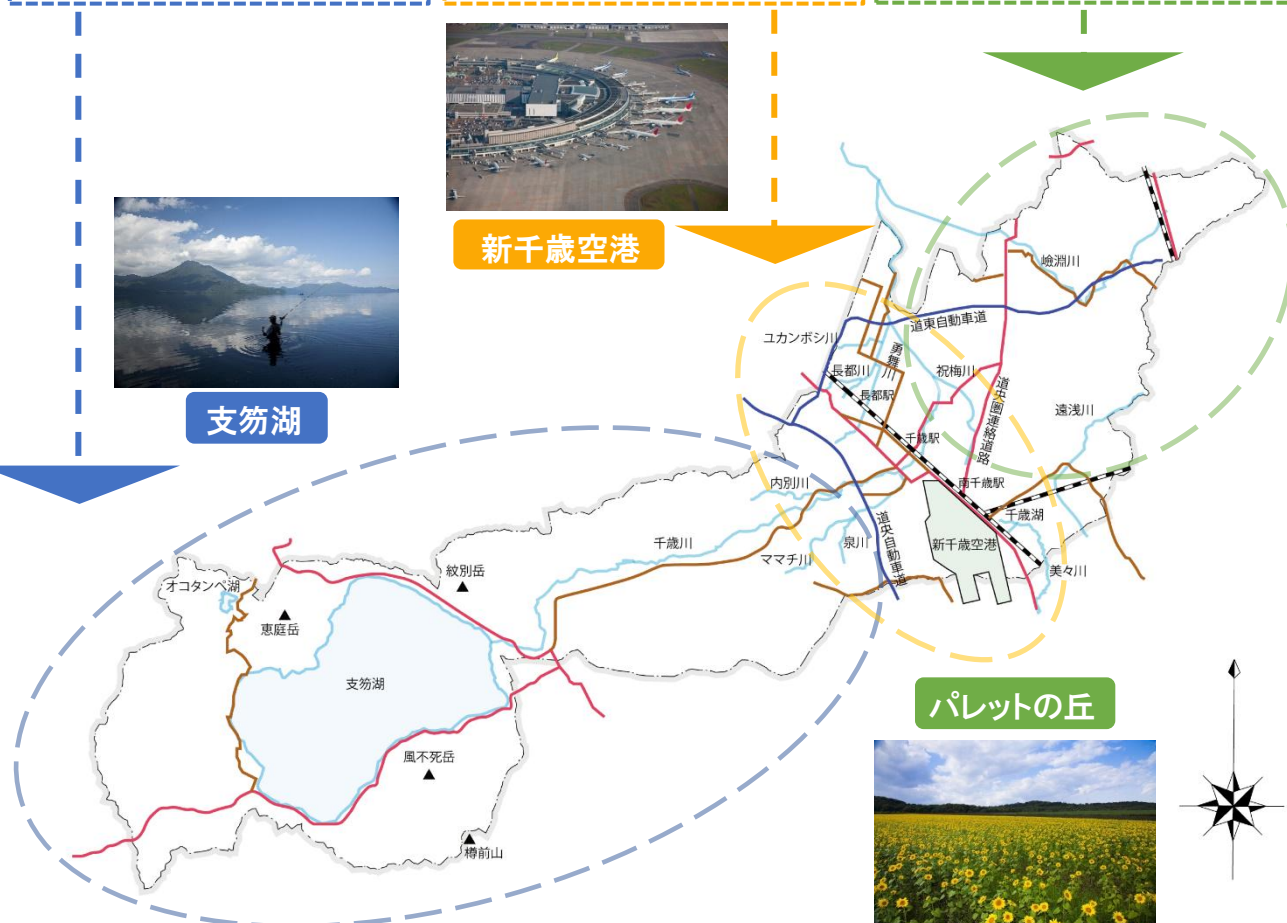 新千歳空港
支笏湖
パレットの丘
嶮淵川
道東自動車道
ユカンボシ川
勇舞川
長都川
長都駅
祝梅川
道央圏連絡道路
遠浅川
千歳駅
南千歳駅
内別川
千歳湖
新千歳空港
道央自動車道
泉川
千歳川
ママチ川
美々川
紋別岳
オコタンペ湖
恵庭岳
支笏湖
風不死岳
樽前山